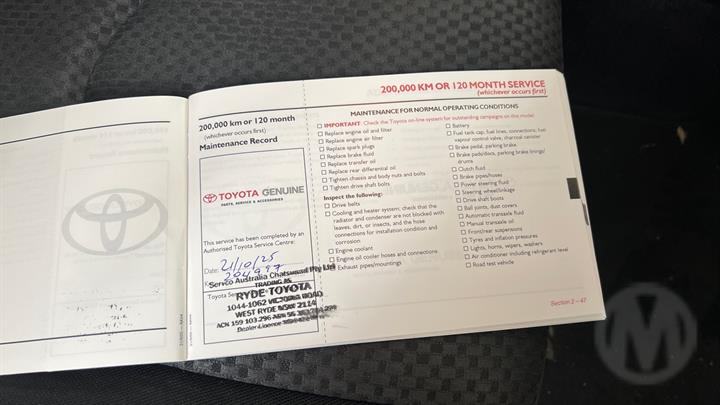 200,000 km or 120 month
(whichever occurs first)
Maintenance Record
TOYOTA GENUINE
PARTS, SERVICE & ACCESSORIES
This service has been completed by an
Authorised Toyota Service Centre:
Date: 21/10/25
204997
Toyota Ser
Servco Australia Chatswood Pty Ltd
TRADING AS
RYDE TOYOTA
1044-1062 VICTORIA ROAD
WEST RYDE NSW 2114
ACN 159 103 296
Dealer Licence
200,000 KM OR 120 MONTH SERVICE
(whichever occurs first)
MAINTENANCE FOR NORMAL OPERATING CONDITIONS
IMPORTANT: Check the Toyota on-line system for outstanding campaigns on this model
Replace engine oil and filter
Replace engine air filter
Replace spark plugs
Replace brake fluid
Replace transfer oil
Replace rear differential oil
Tighten chassis and body nuts and bolts
Tighten drive shaft bolts
Inspect the following:
Drive belts
Cooling and heater system; check that the
radiator and condenser are not blocked with
leaves, dirt, or insects, and the hose
connections for installation condition and
corrosion
Engine coolant
Engine oil cooler hoses and connections
Exhaust pipes/mountings
Battery
Fuel tank cap, fuel lines, connections, fuel
vapour control valve, charcoal canister
Brake pedal, parking brake
Brake pads/discs, parking brake linings/
drums
Clutch fluid
Brake pipes/hoses
Power steering fluid
Steering wheel/linkage
Drive shaft boots
Ball joints, dust covers
Automatic transaxle fluid
Manual transaxle oil
Front/rear suspensions
Tyres and inflation pressures
Lights, horns, wipers, washers
Air conditioner including refrigerant level
Road test vehicle
Section 2 – 47
M